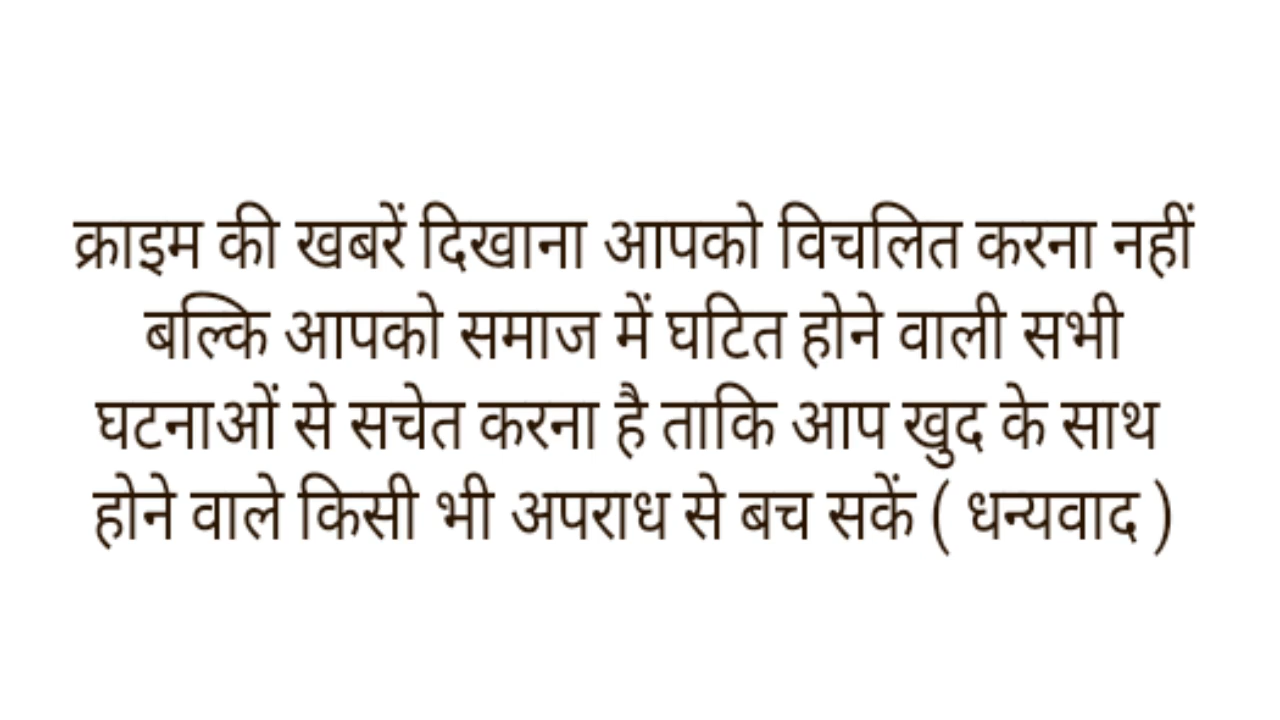 क्राइम की खबरें दिखाना आपको विचलित करना नहीं
बल्कि आपको समाज में घटित होने वाली सभी
घटनाओं से सचेत करना है ताकि आप खुद के साथ
होने वाले किसी भी अपराध से बच सकें ( धन्यवाद )